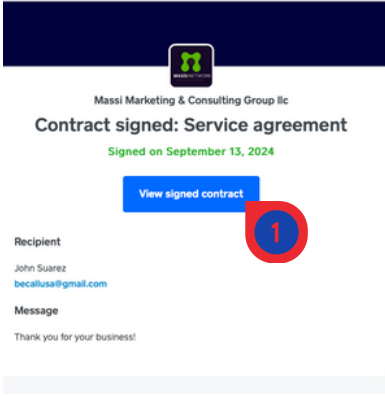 MASSINETWORK
Massi Marketing & Consulting Group llc
Contract signed: Service agreement
Signed on September 13, 2024
View signed contract
1
Recipient
John Suarez
becallusa@gmail.com
Message
Thank you for your business!